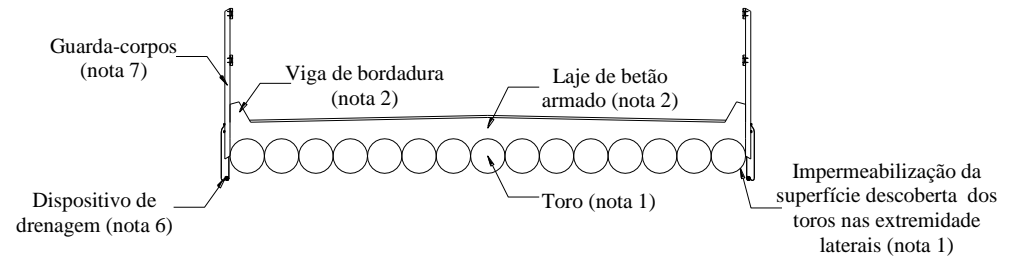 Guarda-corpos
(nota 7)
Viga de bordadura
(nota 2)
Laje de betão
armado (nota 2)
Dispositivo de
drenagem (nota 6)
Toro (nota 1)
Impermeabilização da
superfície descoberta dos
toros nas extremidade
laterais (nota 1)